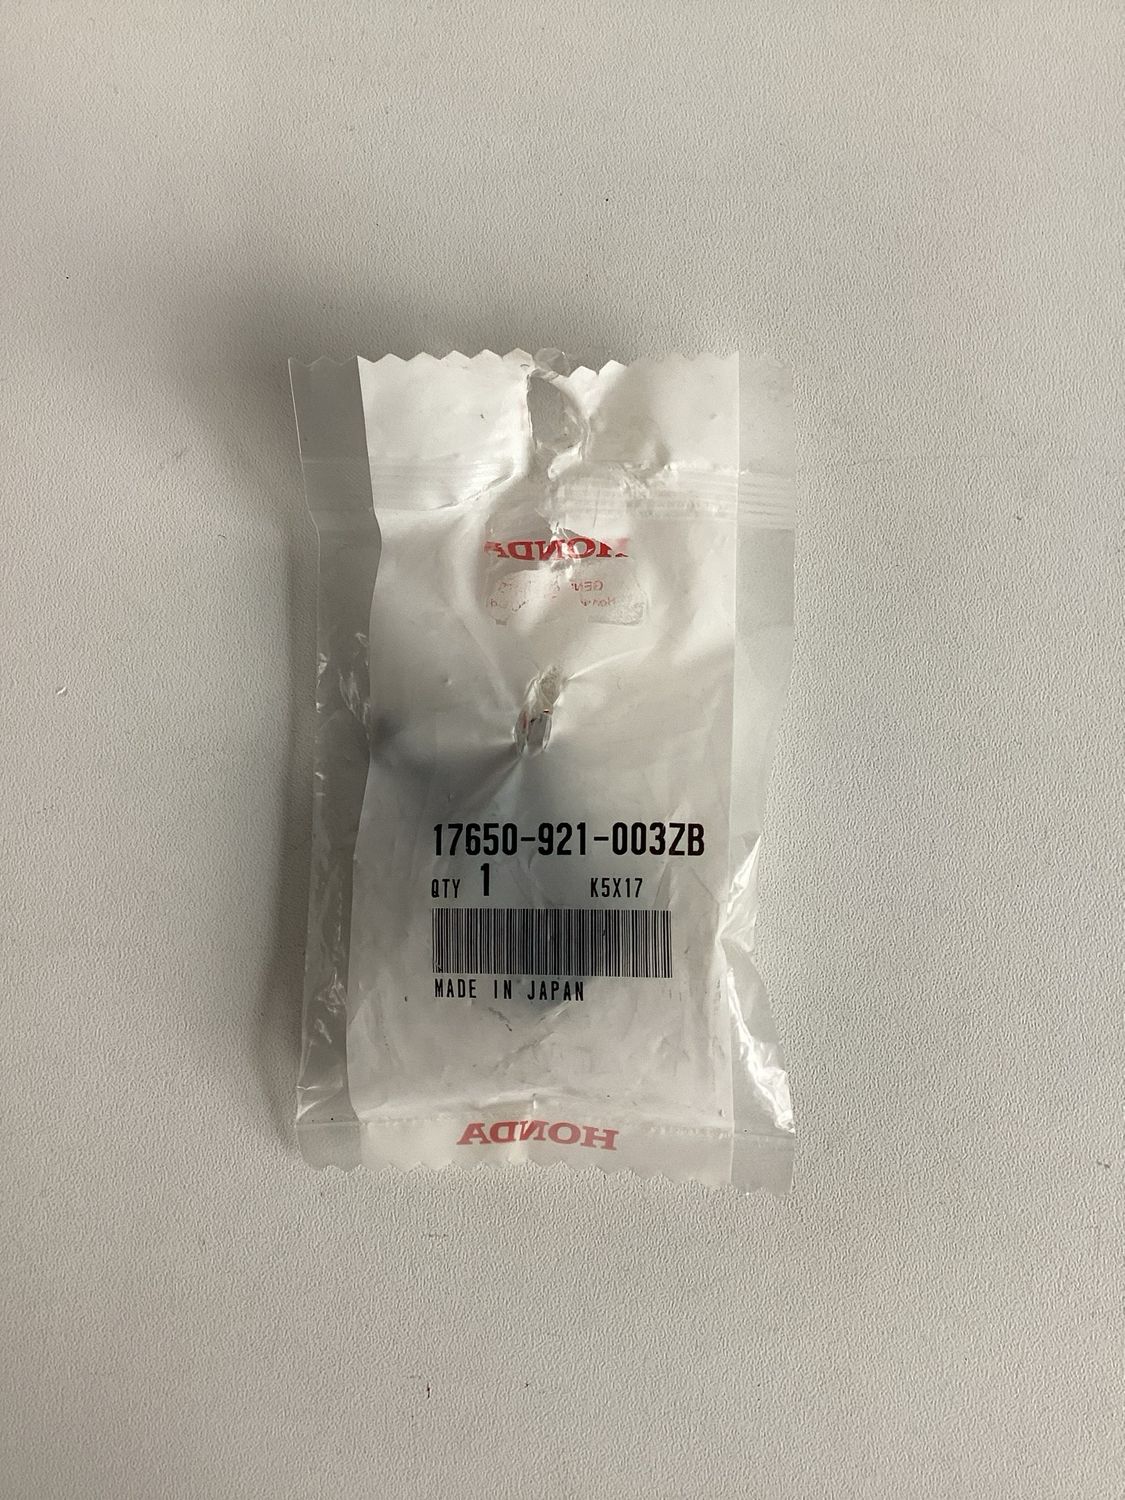 HONDA
17650-921-003ZB
QTY 1 K5X17
MADE IN JAPAN
HONDA